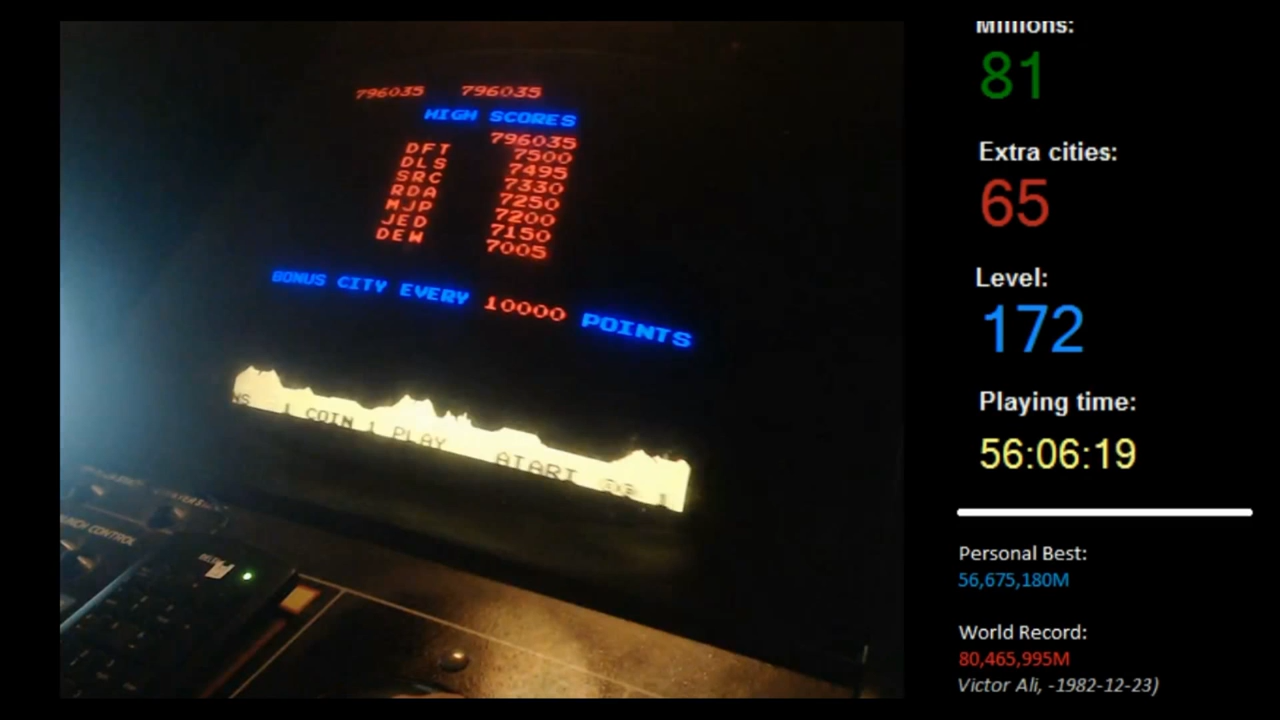 796035 796035
HIGH SCORES
796035
DFT 7500
DLS 7495
SRC 7330
RDA 7250
MJP 7200
JED 7150
DEW 7005
BONUS CITY EVERY 10000 POINTS
NS 1 COIN 1 PLAY ATARI
CONTROL
Millions:
81
Extra cities:
65
Level:
172
Playing time:
56:06:19
Personal Best:
56,675,180M
World Record:
80,465,995M
Victor Ali, -1982-12-23)